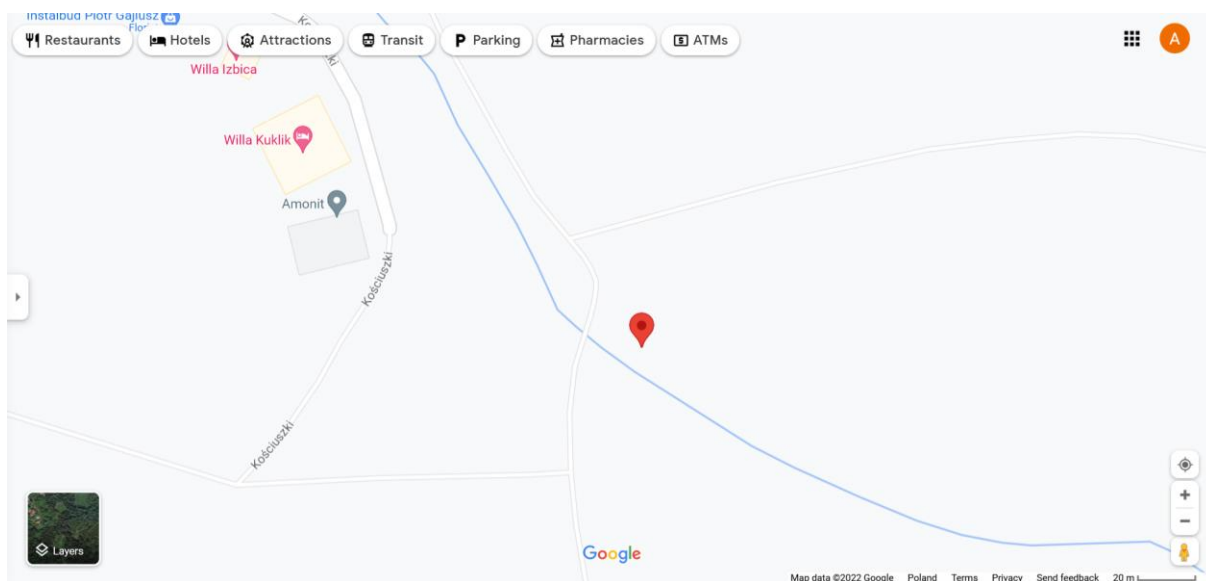 Instalbud Piotr Gajlusz
Restaurants
Hotels
Attractions
Transit
Parking
Pharmacies
ATMs
A
Willa Izbica
Willa Kuklik
Amonit
Kościuszki
Kościuszki
Layers
Google
Map data ©2022 Google Poland Terms Privacy Send feedback 20 m